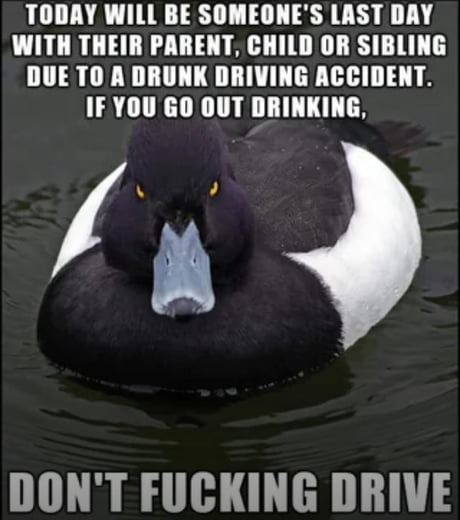 TODAY WILL BE SOMEONE'S LAST DAY
WITH THEIR PARENT, CHILD OR SIBLING
DUE TO A DRUNK DRIVING ACCIDENT.
IF YOU GO OUT DRINKING,
DON'T FUCKING DRIVE